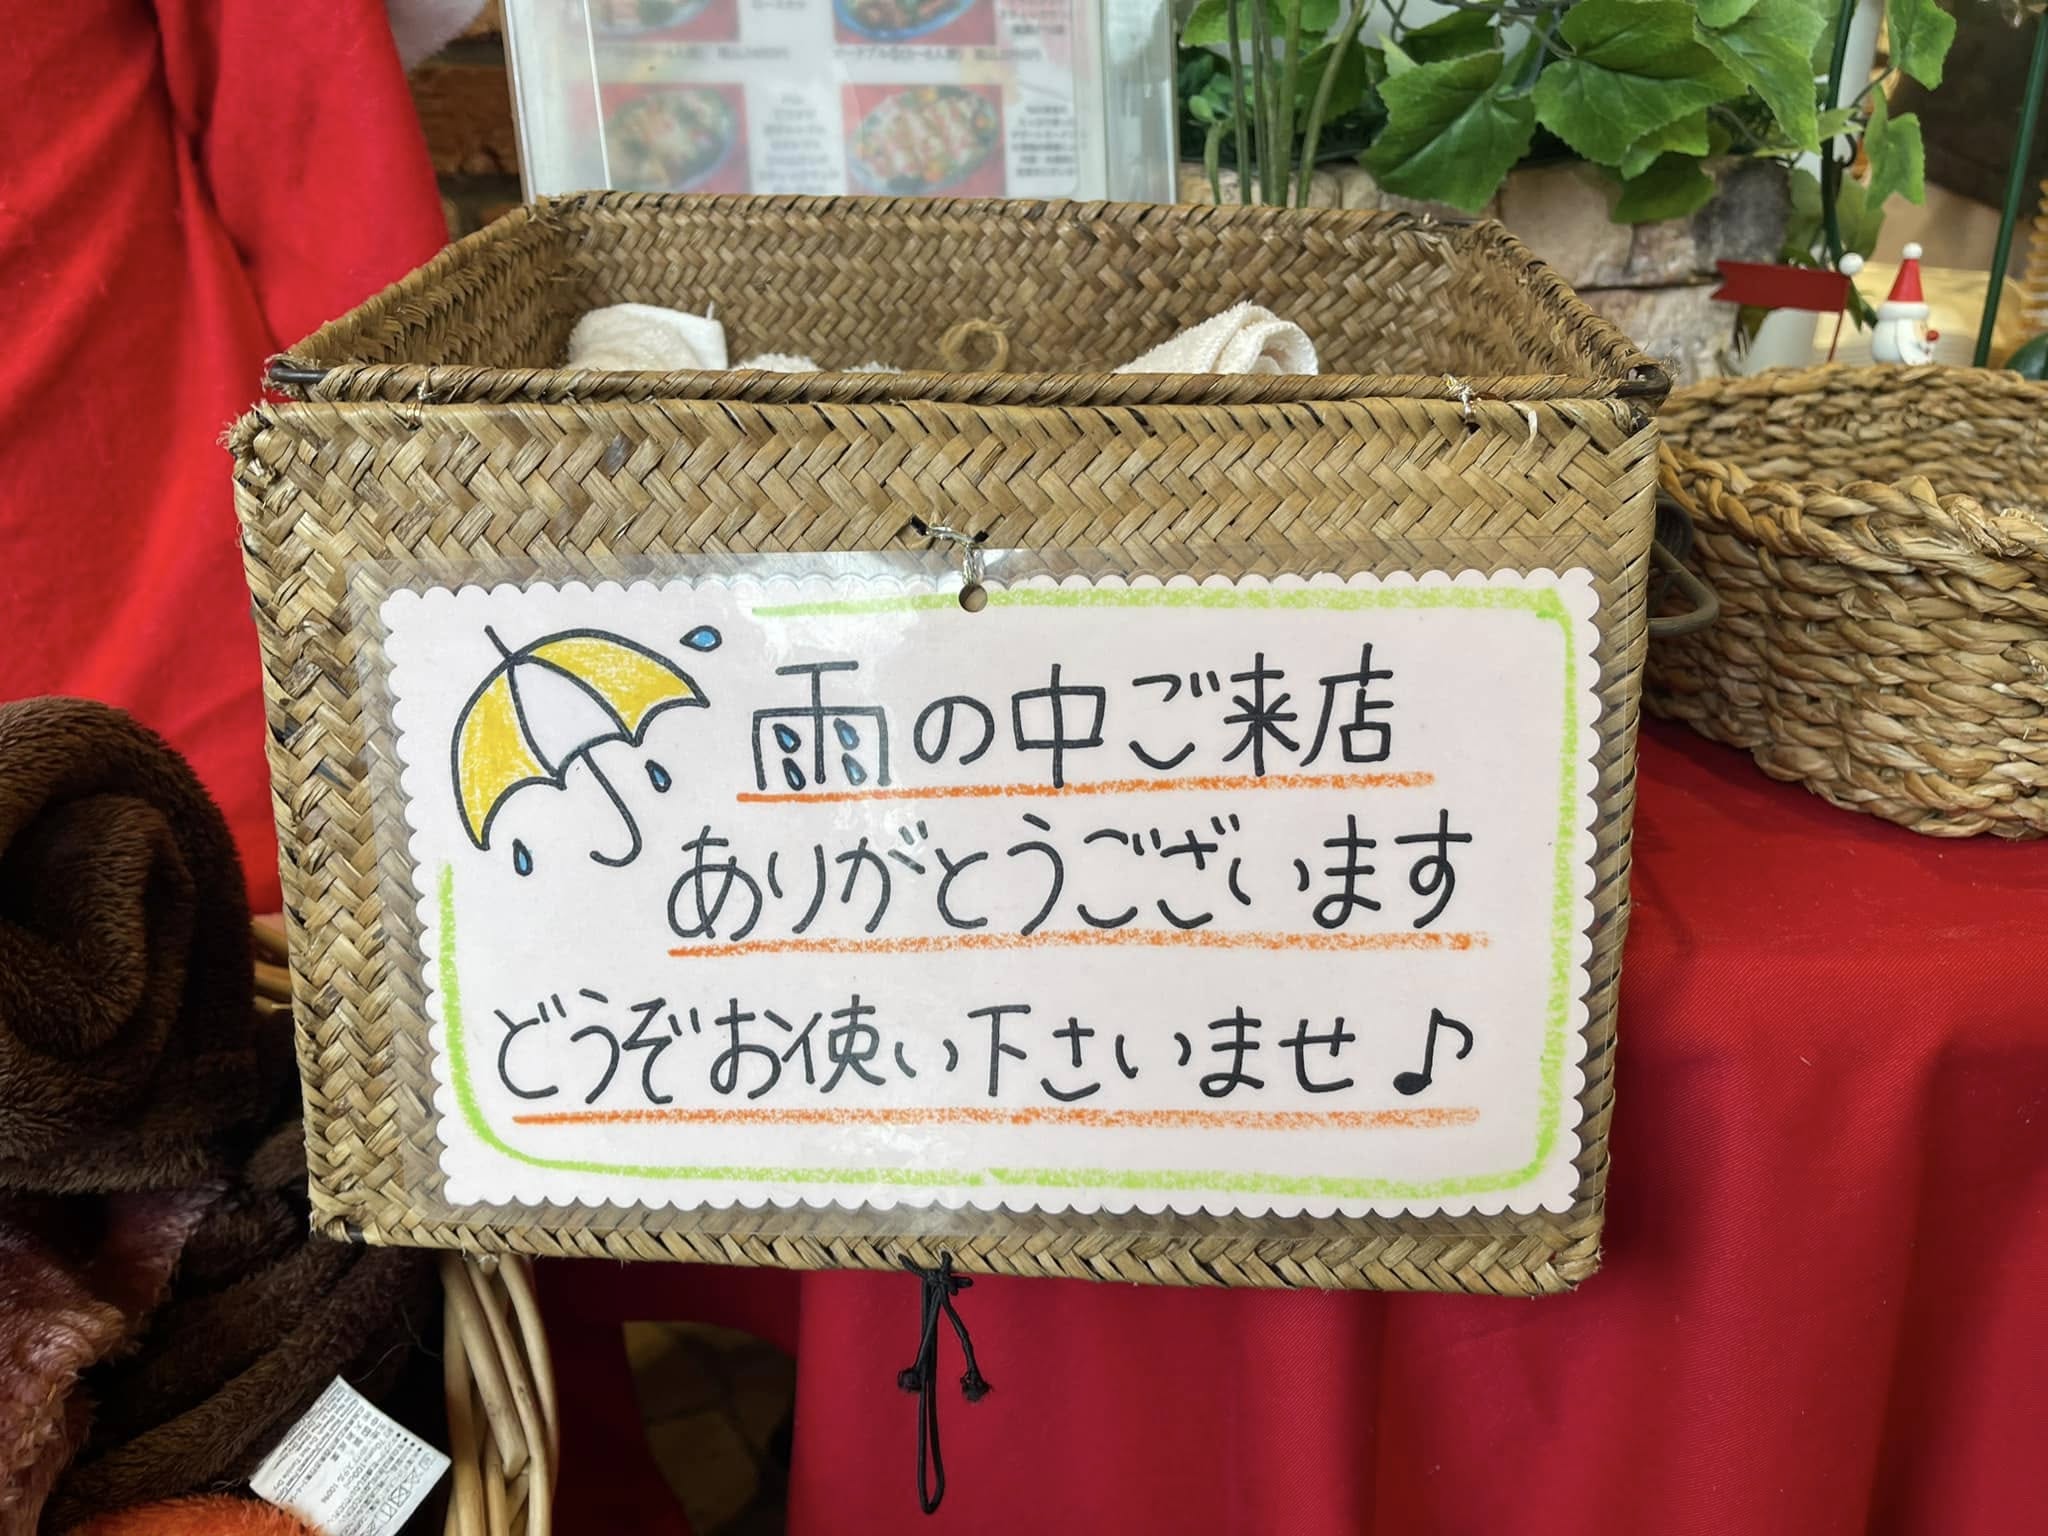 雨の中ご来店
ありがとうございます
どうぞお使い下さいませ♪